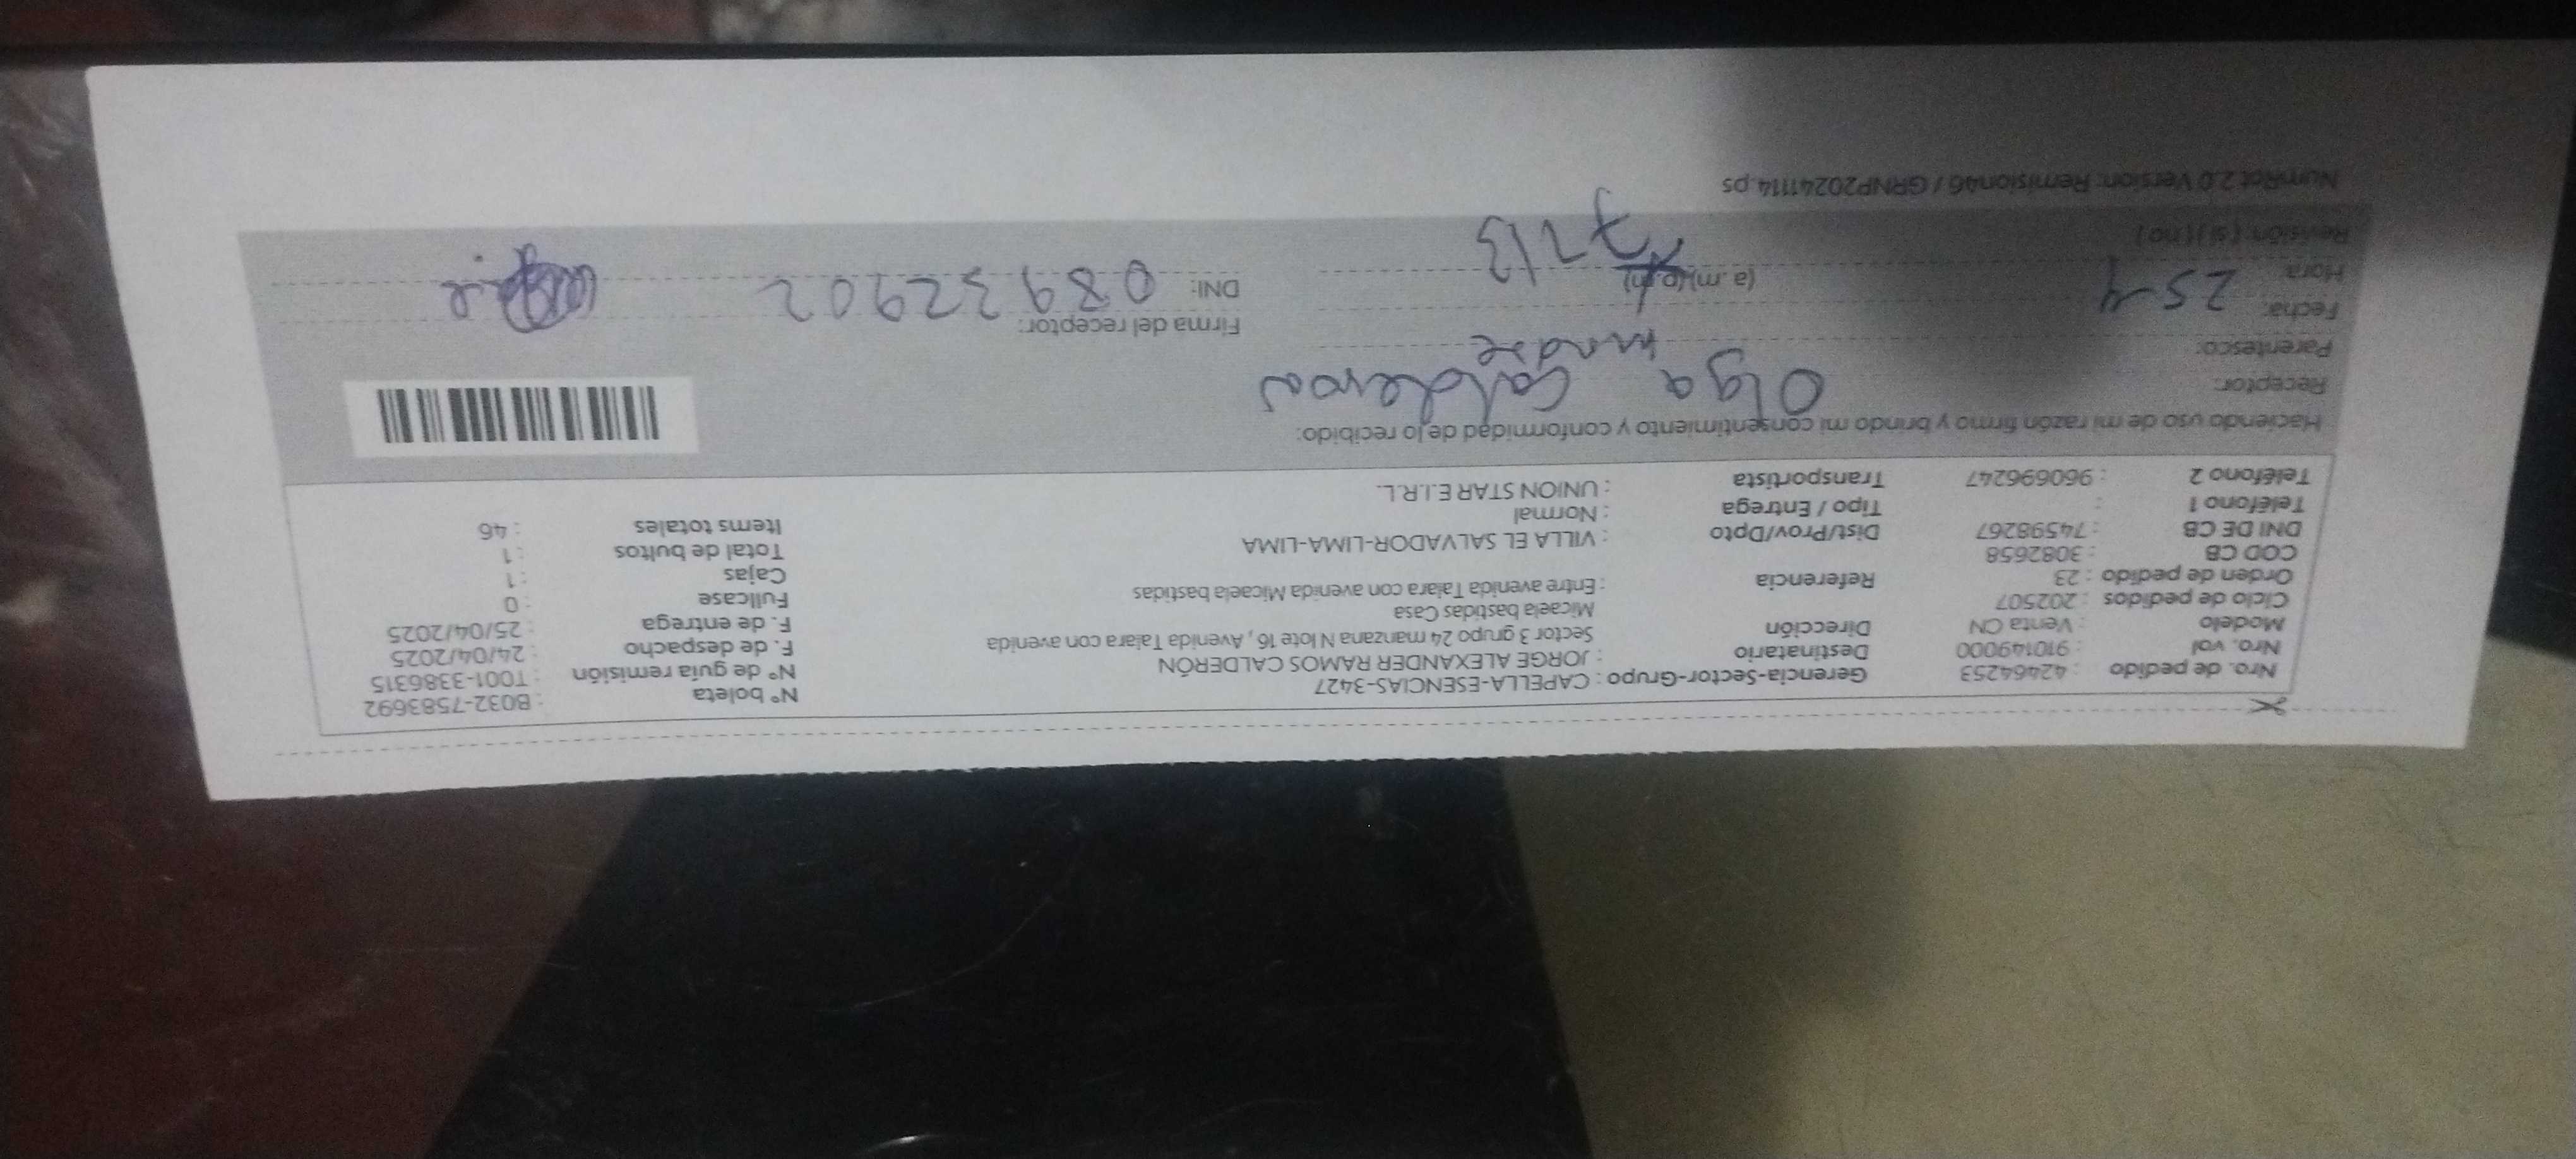 Nro. de pedido : 42464253
Nro. vol : 910149000
Modelo : Venta CN
Ciclo de pedidos : 202507
Orden de pedido : 23
COD CB : 3082658
DNI DE CB : 74598267
Teléfono 1 :
Teléfono 2 : 960696247
Gerencia-Sector-Grupo : CAPELLA-ESENCIAS-3427
Destinatario : JORGE ALEXANDER RAMOS CALDERÓN
Dirección Sector 3 grupo 24 manzana N lote 16, Avenida Talara con avenida
Micaela bastidas Casa
Referencia : Entre avenida Talara con avenida Micaela bastidas
Dist/Prov/Dpto : VILLA EL SALVADOR-LIMA-LIMA
Tipo / Entrega : Normal
Transportista : UNION STAR E.I.R.L.
N° boleta : B032-7583692
N° de guía remisión : T001-3386315
F. de despacho : 24/04/2025
F. de entrega : 25/04/2025
Fullcase : 0
Cajas : 1
Total de bultos : 1
Items totales : 46
Haciendo uso de mi razón firmo y brindo mi consentimiento y conformidad de lo recibido:
Receptor: Olga Calderon
Parentesco: madre
Fecha: 25-4
Hora: (a.m) (p.m)
Revisión: ( si ) ( no )
Firma del receptor:
DNI: 08932902
NumRot 2.0 Version: Remision46 / GRNP20241114.ps